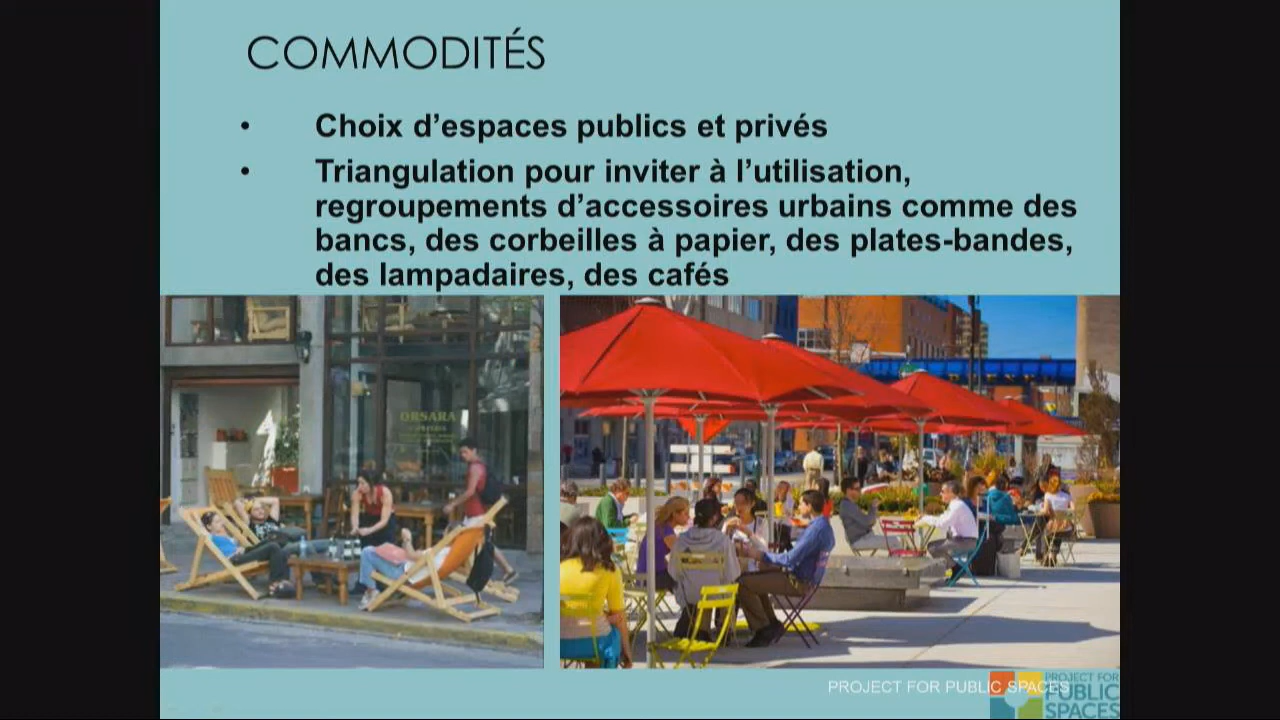 COMMODITÉS
• Choix d’espaces publics et privés
• Triangulation pour inviter à l’utilisation,
regroupements d’accessoires urbains comme des
bancs, des corbeilles à papier, des plates-bandes,
des lampadaires, des cafés
ORSARA
PROJECT FOR PUBLIC SPACES
PROJECT FOR
PUBLIC
SPACES